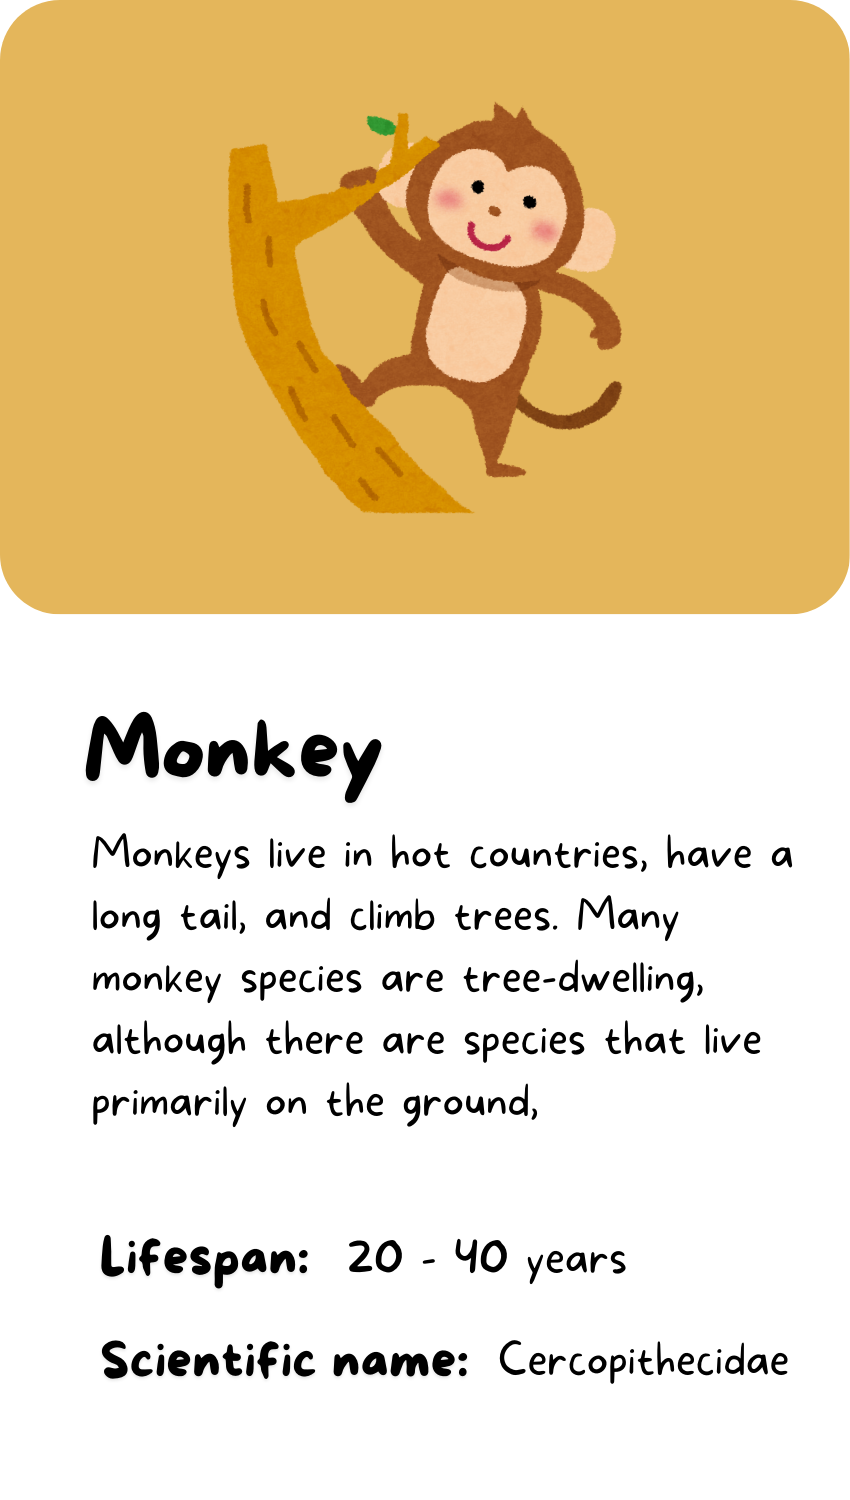 Monkey
Monkeys live in hot countries, have a
long tail, and climb trees. Many
monkey species are tree-dwelling,
although there are species that live
primarily on the ground,
Lifespan: 20 - 40 years
Scientific name: Cercopithecidae